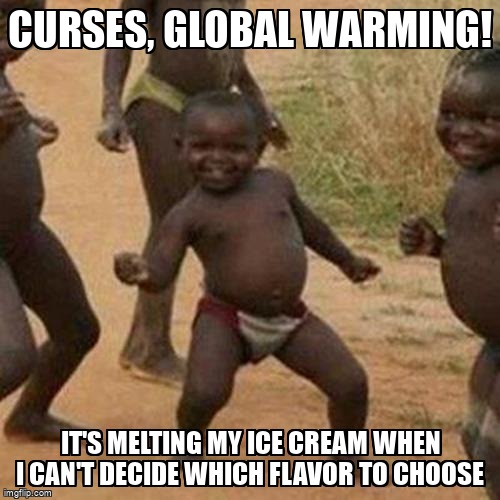 CURSES, GLOBAL WARMING!
IT'S MELTING MY ICE CREAM WHEN
I CAN'T DECIDE WHICH FLAVOR TO CHOOSE
imgflip.com